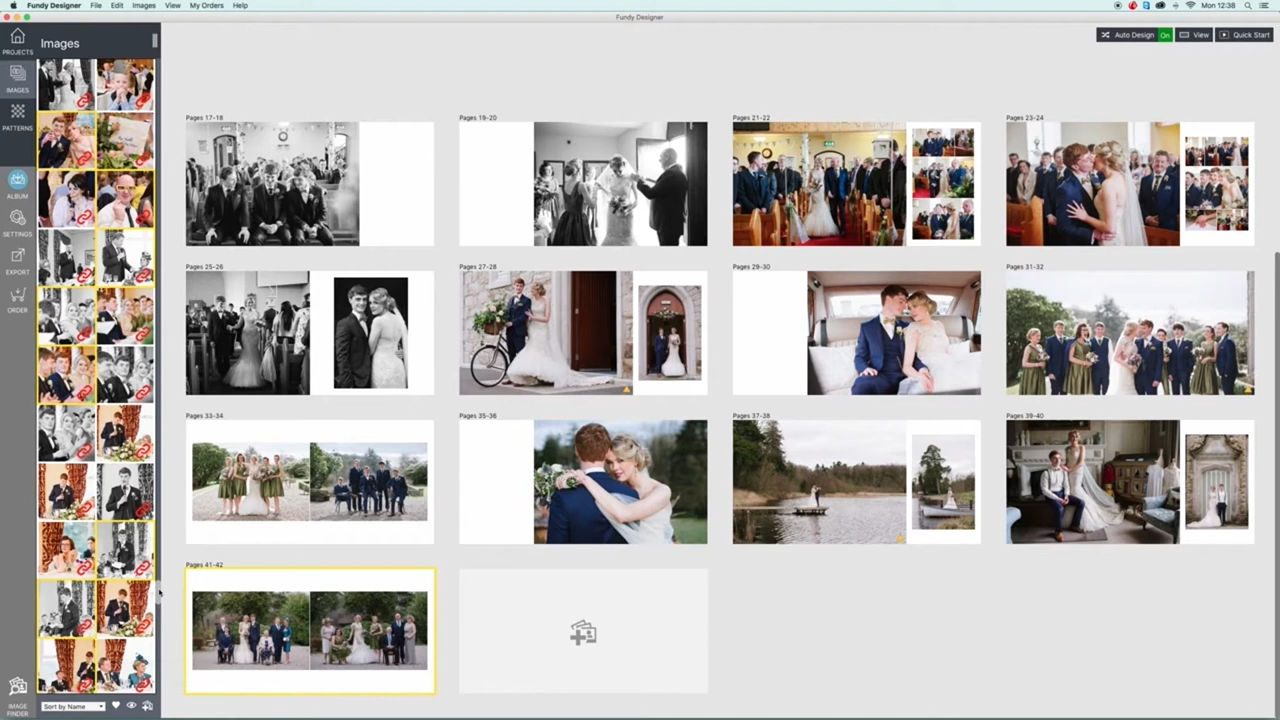 Fundy Designer File Edit Images View My Orders Help
Mon 12:38
Fundy Designer
PROJECTS
IMAGES
PATTERNS
ALBUM
SETTINGS
EXPORT
ORDER
IMAGE
FINDER
Images
Sort by Name
Auto Design On View Quick Start
Pages 17-18 Pages 19-20 Pages 21-22 Pages 23-24
Pages 25-26 Pages 27-28 Pages 29-30 Pages 31-32
Pages 33-34 Pages 35-36 Pages 37-38 Pages 39-40
Pages 41-42